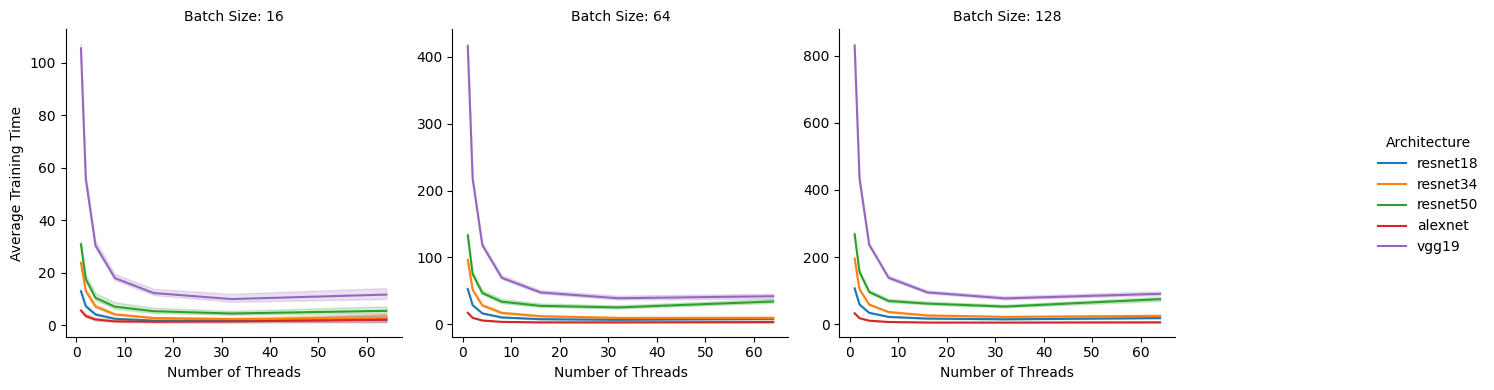 Batch Size: 16
Batch Size: 64
Batch Size: 128
Average Training Time
100
80
60
40
20
0
400
300
200
100
0
800
600
400
200
0
0 10 20 30 40 50 60
0 10 20 30 40 50 60
0 10 20 30 40 50 60
Number of Threads
Number of Threads
Number of Threads
Architecture
resnet18
resnet34
resnet50
alexnet
vgg19